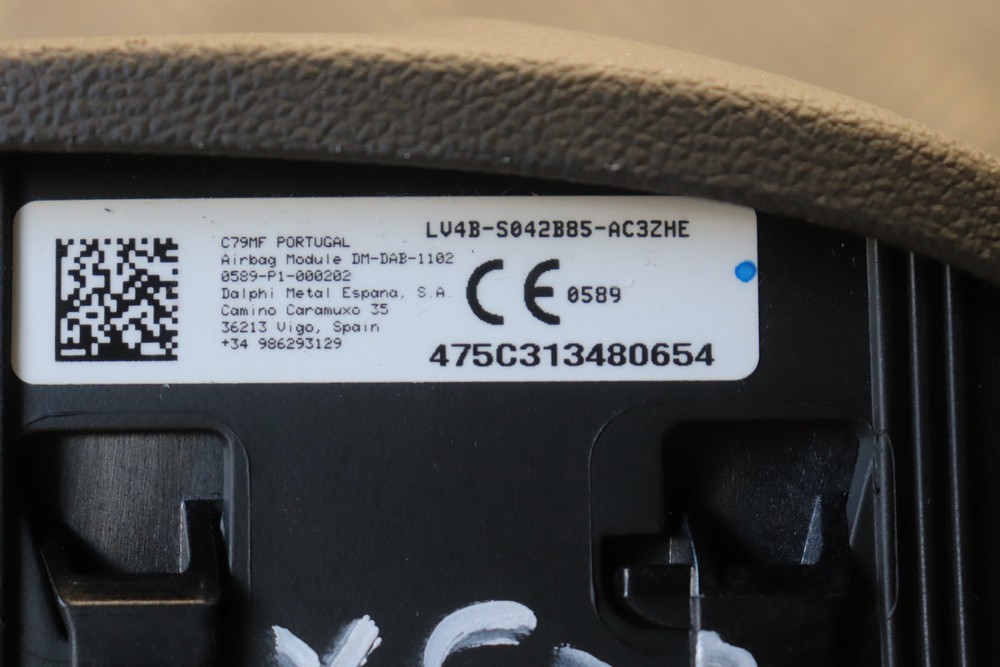 LV4B-S042B85-AC3ZHE
C79MF PORTUGAL
Airbag Module DM-DAB-1102
0589-P1-000202
Dalphi Metal Espana, S.A.
Camino Caramuxo 35
36213 Vigo, Spain
+34 986293129
CE 0589
475C313480654